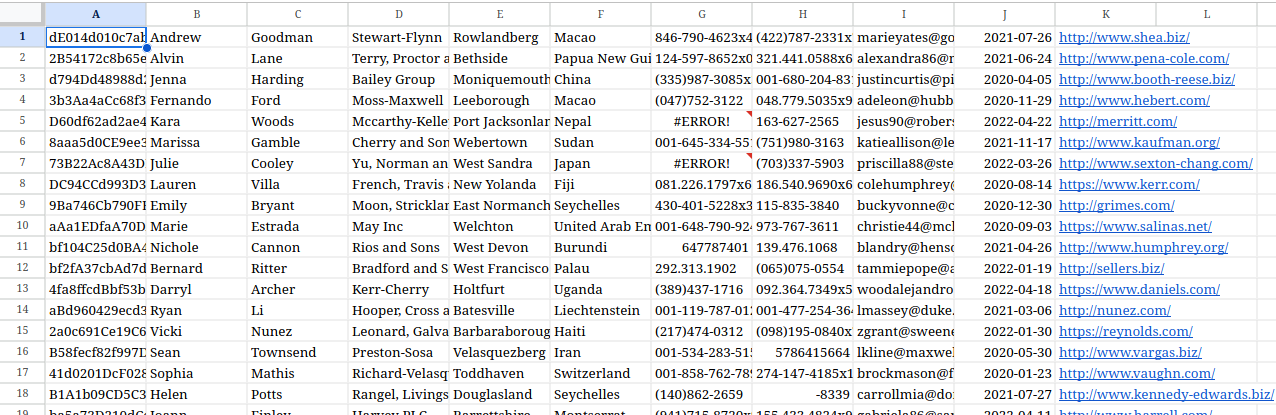 A B C D E F G H I J K L
1 dE014d010c7ab Andrew Goodman Stewart-Flynn Rowlandberg Macao 846-790-4623x4 (422)787-2331x marieyates@go 2021-07-26 http://www.shea.biz/
2 2B54172c8b65e Alvin Lane Terry, Proctor a Bethside Papua New Gui 124-597-8652x0 321.441.0588x6 alexandra86@r 2021-06-24 http://www.pena-cole.com/
3 d794Dd48988d2 Jenna Harding Bailey Group Moniquemouth China (335)987-3085x 001-680-204-83 justincurtis@pi 2020-04-05 http://www.booth-reese.biz/
4 3b3Aa4aCc68f3 Fernando Ford Moss-Maxwell Leeborough Macao (047)752-3122 048.779.5035x9 adeleon@hubb 2020-11-29 http://www.hebert.com/
5 D60df62ad2ae4 Kara Woods Mccarthy-Kelle Port Jacksonlar Nepal #ERROR! 163-627-2565 jesus90@rober 2022-04-22 http://merritt.com/
6 8aaa5d0CE9ee3 Marissa Gamble Cherry and Son Webertown Sudan 001-645-334-55 (751)980-3163 katieallison@le 2021-11-17 http://www.kaufman.org/
7 73B22Ac8A43D Julie Cooley Yu, Norman an West Sandra Japan #ERROR! (703)337-5903 priscilla88@ste 2022-03-26 http://www.sexton-chang.com/
8 DC94CCd993D3 Lauren Villa French, Travis New Yolanda Fiji 081.226.1797x6 186.540.9690x6 colehumphrey@ 2020-08-14 https://www.kerr.com/
9 9Ba746Cb790FI Emily Bryant Moon, Stricklar East Normanch Seychelles 430-401-5228x3 115-835-3840 buckyvonne@c 2020-12-30 http://grimes.com/
10 aAa1EDfaA70D Marie Estrada May Inc Welchton United Arab Em 001-648-790-924 973-767-3611 christie44@mcl 2020-09-03 https://www.salinas.net/
11 bf104C25d0BA4 Nichole Cannon Rios and Sons West Devon Burundi 647787401 139.476.1068 blandry@henso 2021-04-26 http://www.humphrey.org/
12 bf2fA37cbAd7d Bernard Ritter Bradford and S West Francisco Palau 292.313.1902 (065)075-0554 tammiepope@a 2022-01-19 http://sellers.biz/
13 4fa8ffcdBbf53b Darryl Archer Kerr-Cherry Holtfurt Uganda (389)437-1716 092.364.7349x5 woodalejandro 2022-04-18 https://www.daniels.com/
14 aBd960429ecd3 Ryan Li Hooper, Cross a Batesville Liechtenstein 001-119-787-012 001-477-254-364 lmassey@duke. 2021-03-06 http://nunez.com/
15 2a0c691Ce19C6 Vicki Nunez Leonard, Galva Barbaraboroug Haiti (217)474-0312 (098)195-0840x zgrant@sweene 2022-01-30 https://reynolds.com/
16 B58fecf82f997D Sean Townsend Preston-Sosa Velasquezberg Iran 001-534-283-515 5786415664 lkline@maxwel 2020-05-30 http://www.vargas.biz/
17 41d0201DcF028 Sophia Mathis Richard-Velasq Toddhaven Switzerland 001-858-762-789 274-147-4185x1 brockmason@f 2020-01-23 http://www.vaughn.com/
18 B1A1b09CD5C3 Helen Potts Rangel, Livings Douglasland Seychelles (140)862-2659 -8339 carrollmia@do 2021-07-27 http://www.kennedy-edwards.biz/